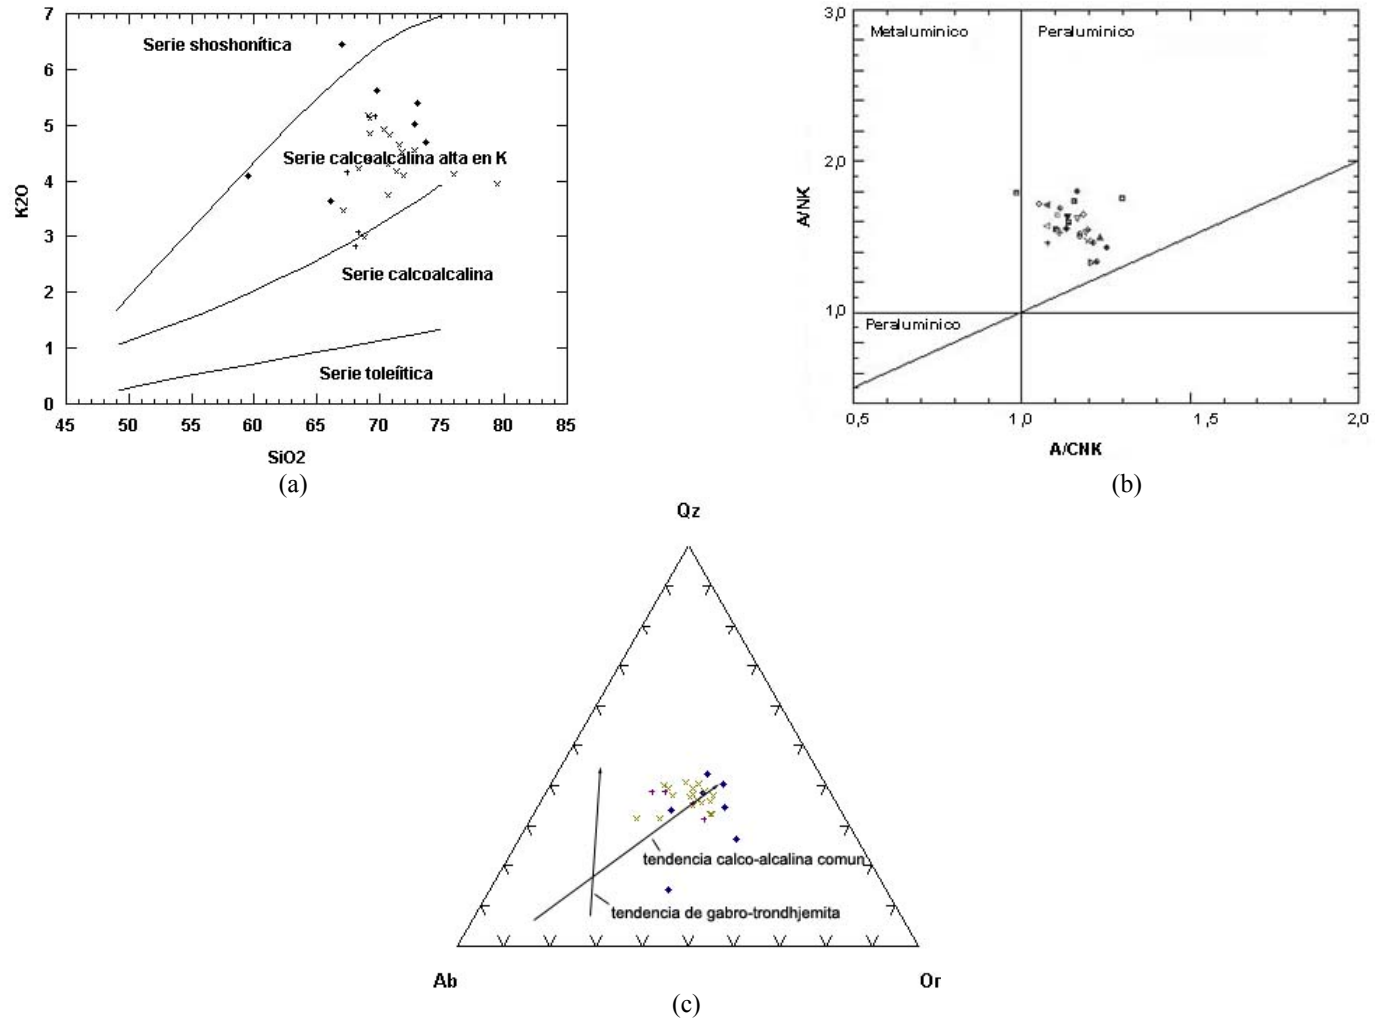 7
6
5
4
3
2
1
0
K2O
Serie shoshonítica
Serie calcoalcalina alta en K
Serie calcoalcalina
Serie toleíitica
45 50 55 60 65 70 75 80 85
SiO2
(a)
3,0
2,0
1,0
A/NK
Metaluminico Peraluminico
Peraluminico
0,5 1,0 1,5 2,0
A/CNK
(b)
Qz
tendencia calco-alcalina comun
tendencia de gabro-trondhjemita
Ab Or
(c)